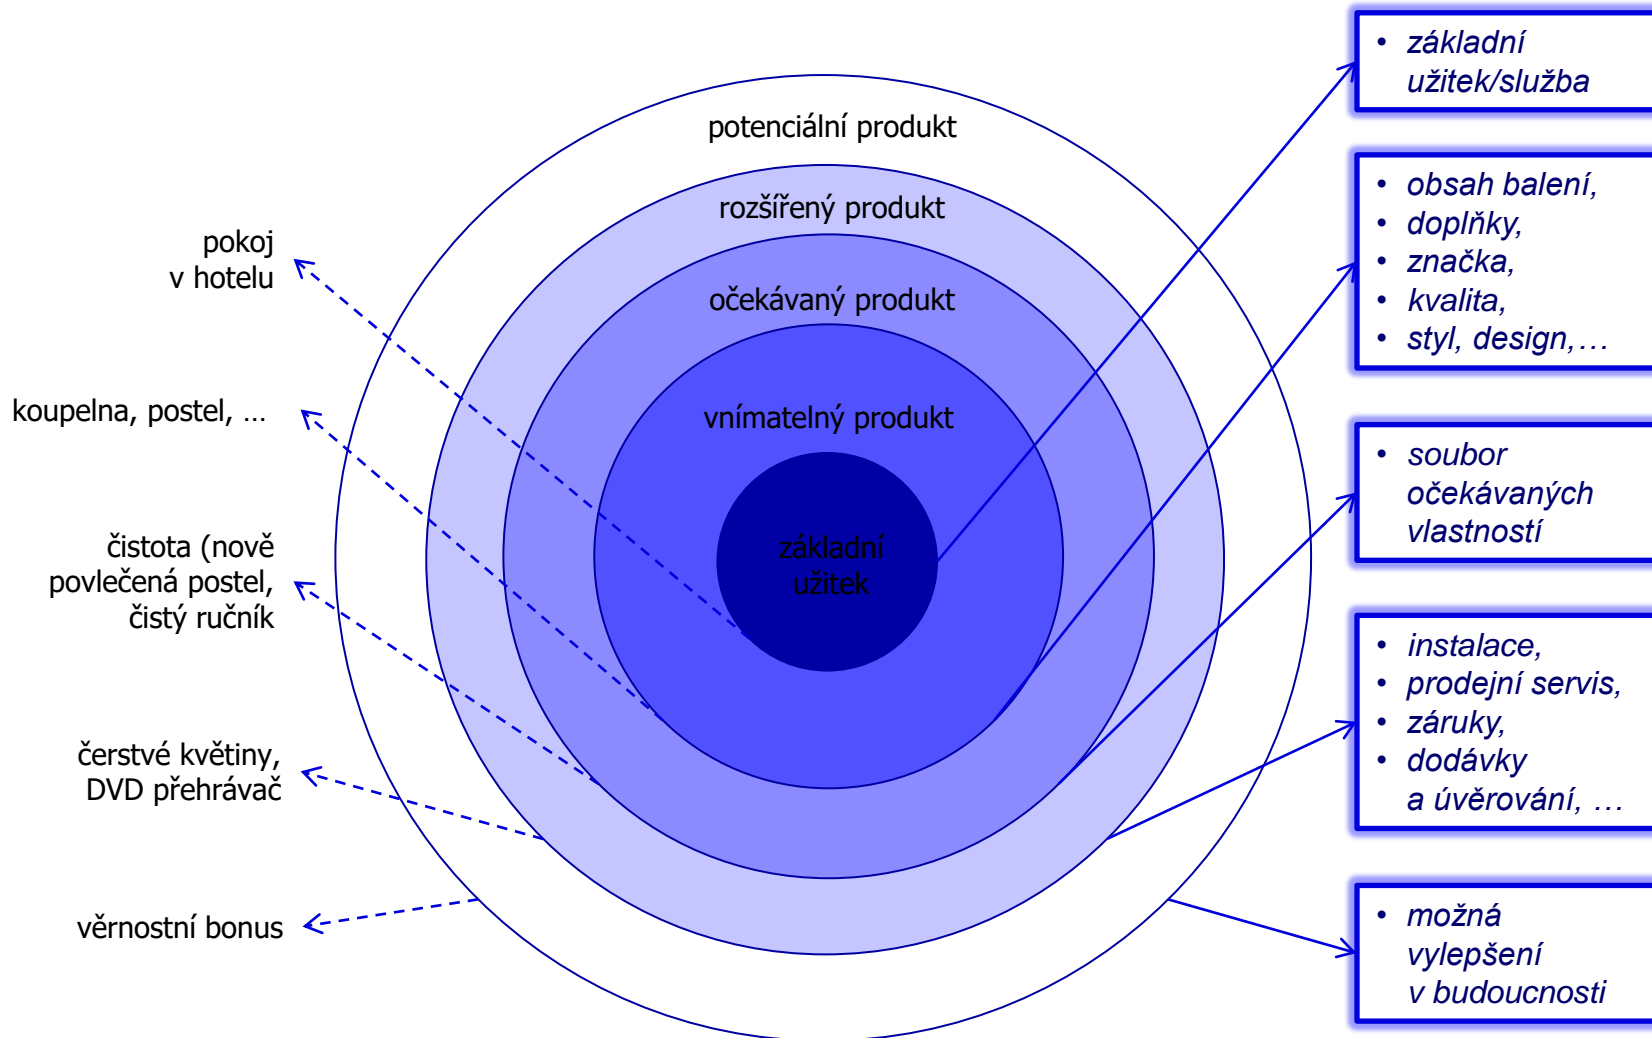 potenciální produkt
rozšířený produkt
očekávaný produkt
vnímatelný produkt
základní
užitek
pokoj
v hotelu
koupelna, postel, …
čistota (nově
povlečená postel,
čistý ručník
čerstvé květiny,
DVD přehrávač
věrnostní bonus
• základní
užitek/služba
• obsah balení,
• doplňky,
• značka,
• kvalita,
• styl, design,…
• soubor
očekávaných
vlastností
• instalace,
• prodejní servis,
• záruky,
• dodávky
a úvěrování, …
• možná
vylepšení
v budoucnosti